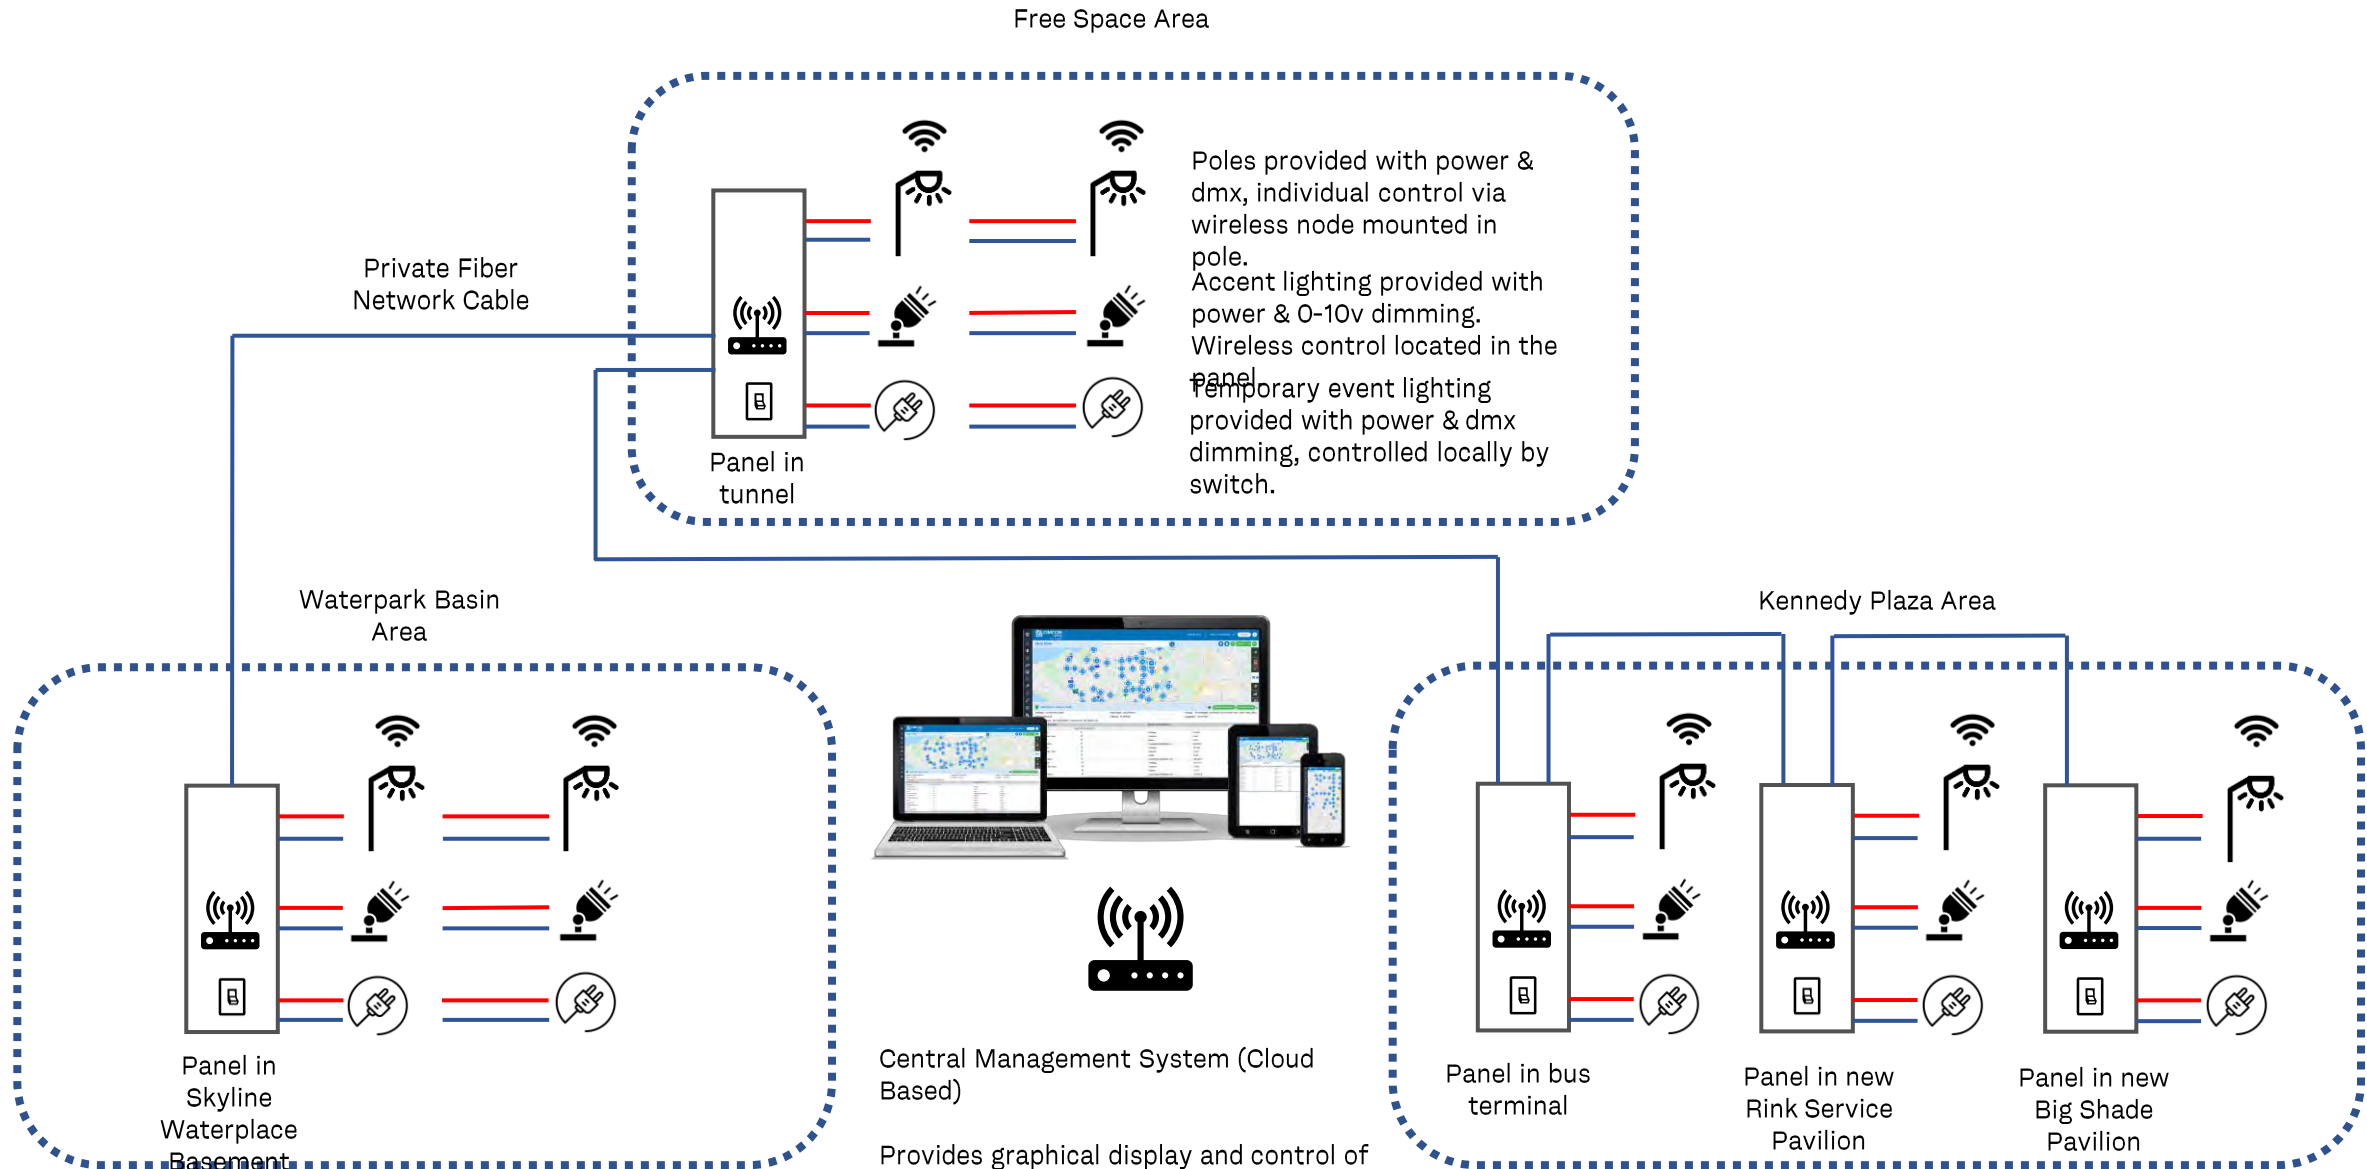 Free Space Area
Poles provided with power &
dmx, individual control via
wireless node mounted in
pole.
Accent lighting provided with
power & 0-10v dimming.
Wireless control located in the
panel.
Temporary event lighting
provided with power & dmx
dimming, controlled locally by
switch.
Private Fiber
Network Cable
Panel in
tunnel
Waterpark Basin
Area
Kennedy Plaza Area
Panel in
Skyline
Waterplace
Basement
Central Management System (Cloud
Based)
Provides graphical display and control of
Panel in bus
terminal
Panel in new
Rink Service
Pavilion
Panel in new
Big Shade
Pavilion